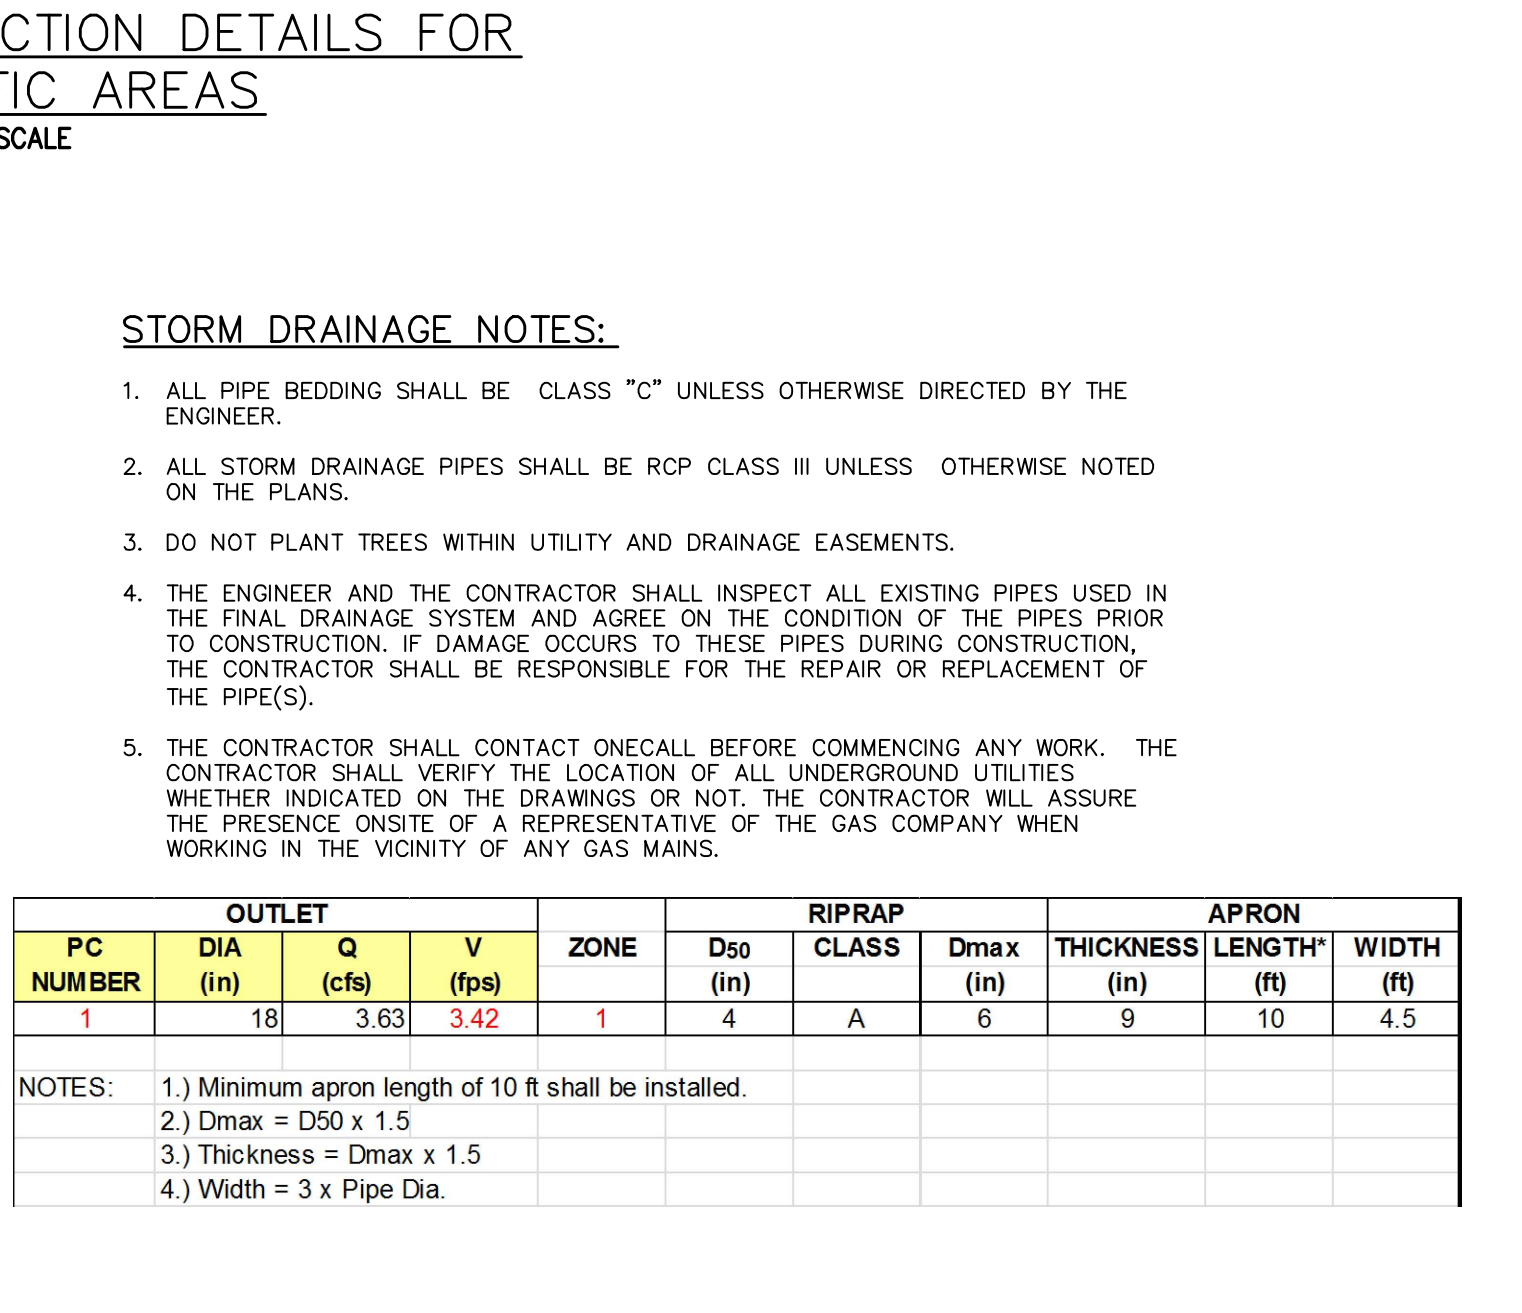 CTION DETAILS FOR
TIC AREAS
SCALE
STORM DRAINAGE NOTES:
1. ALL PIPE BEDDING SHALL BE CLASS "C" UNLESS OTHERWISE DIRECTED BY THE
ENGINEER.
2. ALL STORM DRAINAGE PIPES SHALL BE RCP CLASS III UNLESS OTHERWISE NOTED
ON THE PLANS.
3. DO NOT PLANT TREES WITHIN UTILITY AND DRAINAGE EASEMENTS.
4. THE ENGINEER AND THE CONTRACTOR SHALL INSPECT ALL EXISTING PIPES USED IN
THE FINAL DRAINAGE SYSTEM AND AGREE ON THE CONDITION OF THE PIPES PRIOR
TO CONSTRUCTION. IF DAMAGE OCCURS TO THESE PIPES DURING CONSTRUCTION,
THE CONTRACTOR SHALL BE RESPONSIBLE FOR THE REPAIR OR REPLACEMENT OF
THE PIPE(S).
5. THE CONTRACTOR SHALL CONTACT ONECALL BEFORE COMMENCING ANY WORK. THE
CONTRACTOR SHALL VERIFY THE LOCATION OF ALL UNDERGROUND UTILITIES
WHETHER INDICATED ON THE DRAWINGS OR NOT. THE CONTRACTOR WILL ASSURE
THE PRESENCE ONSITE OF A REPRESENTATIVE OF THE GAS COMPANY WHEN
WORKING IN THE VICINITY OF ANY GAS MAINS.
OUTLET RIPRAP APRON
PC DIA Q V ZONE D50 CLASS Dmax THICKNESS LENGTH* WIDTH
NUMBER (in) (cfs) (fps) (in) (in) (in) (ft) (ft)
1 18 3.63 3.42 1 4 A 6 9 10 4.5
NOTES: 1.) Minimum apron length of 10 ft shall be installed.
2.) Dmax = D50 x 1.5
3.) Thickness = Dmax x 1.5
4.) Width = 3 x Pipe Dia.